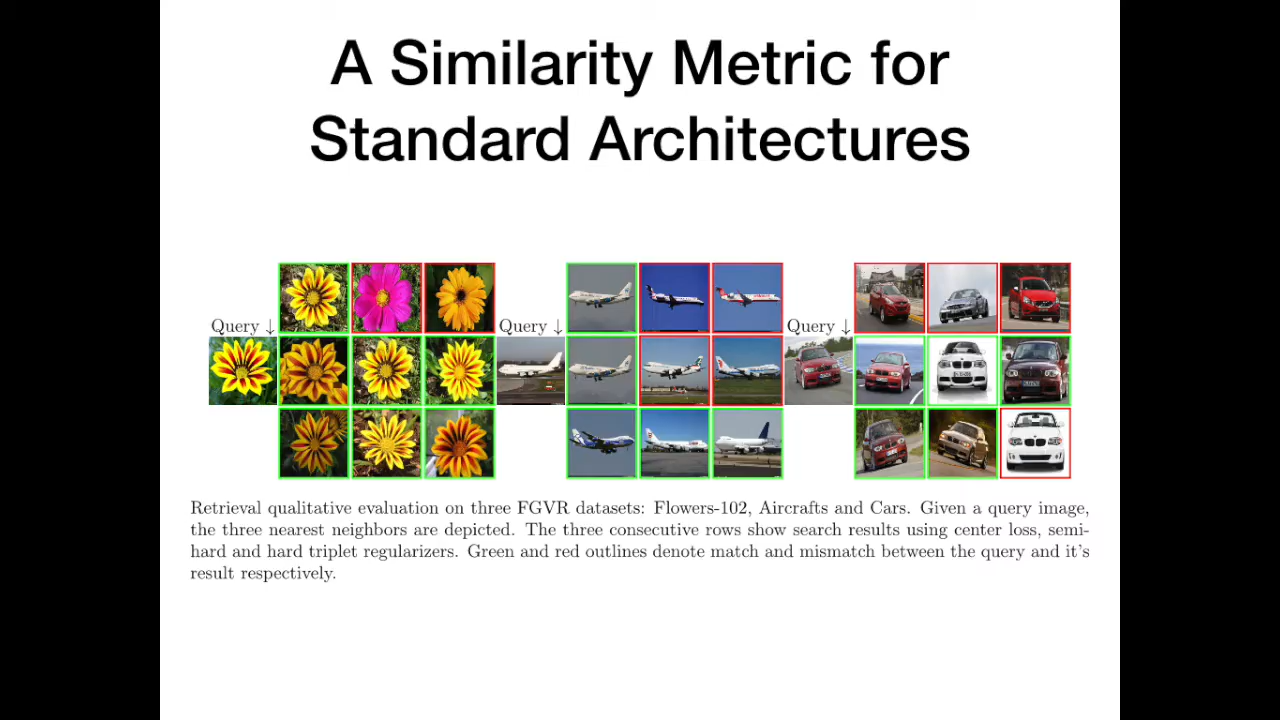 A Similarity Metric for
Standard Architectures
Query ↓
Query ↓
Query ↓
Retrieval qualitative evaluation on three FGVR datasets: Flowers-102, Aircrafts and Cars. Given a query image,
the three nearest neighbors are depicted. The three consecutive rows show search results using center loss, semi-
hard and hard triplet regularizers. Green and red outlines denote match and mismatch between the query and it's
result respectively.